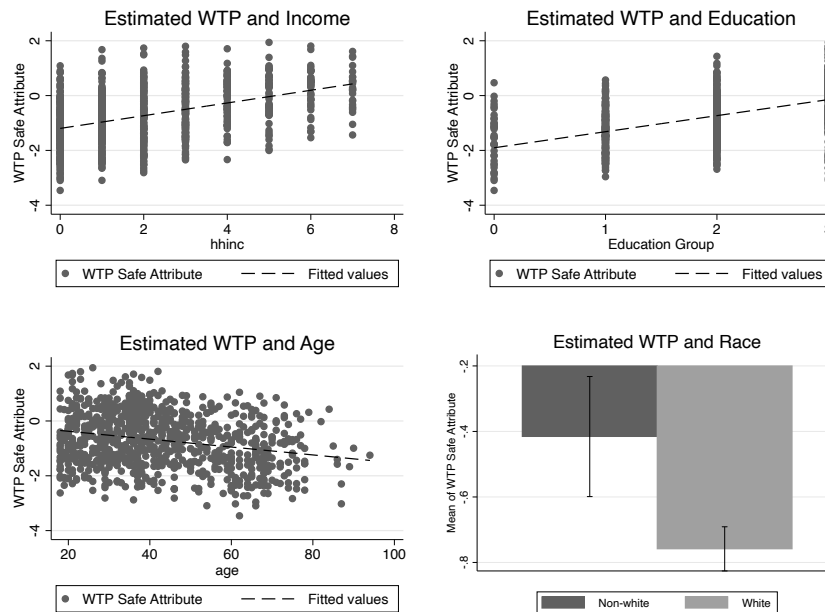 Estimated WTP and Income
WTP Safe Attribute
2
0
-2
-4
0 2 4 6 8
hhinc
WTP Safe Attribute Fitted values
Estimated WTP and Education
WTP Safe Attribute
2
0
-2
-4
0 1 2
Education Group
WTP Safe Attribute Fitted values
Estimated WTP and Age
WTP Safe Attribute
2
0
-2
-4
20 40 60 80 100
age
WTP Safe Attribute Fitted values
Estimated WTP and Race
Mean of WTP Safe Attribute
-.2
-.4
-.6
-.8
Non-white White